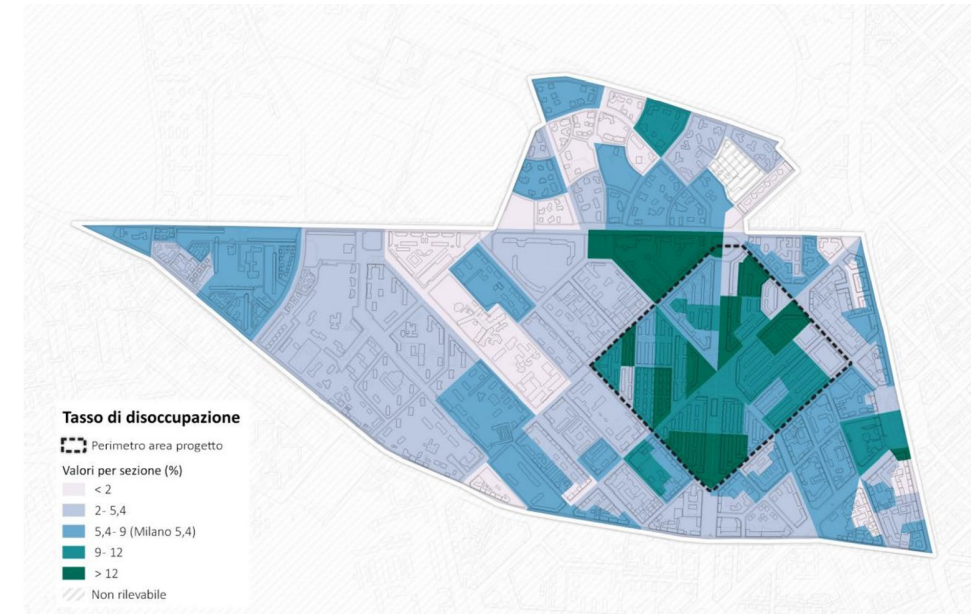 Tasso di disoccupazione
Perimetro area progetto
Valori per sezione (%)
< 2
2- 5,4
5,4- 9 (Milano 5,4)
9- 12
> 12
Non rilevabile